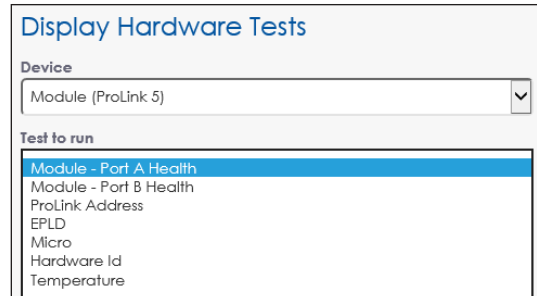 Display Hardware Tests
Device
Module (ProLink 5)
Test to run
Module - Port A Health
Module - Port B Health
ProLink Address
EPLD
Micro
Hardware Id
Temperature